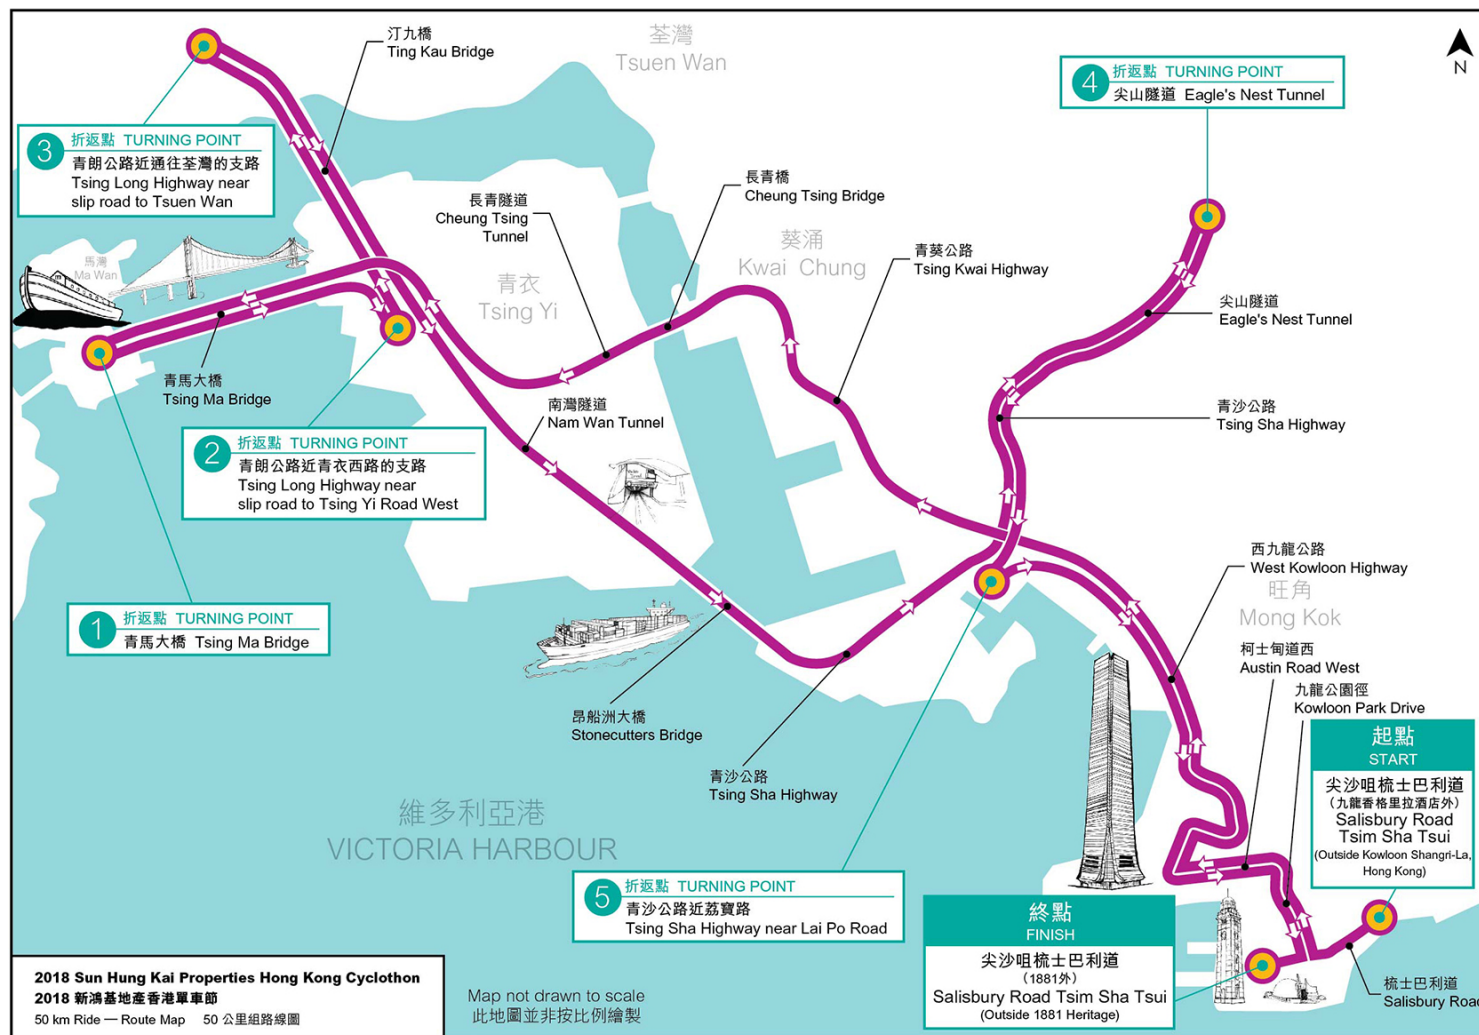 汀九橋
Ting Kau Bridge
荃灣
Tsuen Wan
N
4
折返點 TURNING POINT
尖山隧道 Eagle's Nest Tunnel
3
折返點 TURNING POINT
青朗公路近通往荃灣的支路
Tsing Long Highway near
slip road to Tsuen Wan
長青隧道
Cheung Tsing
Tunnel
長青橋
Cheung Tsing Bridge
葵涌
Kwai Chung
青葵公路
Tsing Kwai Highway
馬灣
Ma Wan
青衣
Tsing Yi
尖山隧道
Eagle's Nest Tunnel
青馬大橋
Tsing Ma Bridge
南灣隧道
Nam Wan Tunnel
青沙公路
Tsing Sha Highway
2
折返點 TURNING POINT
青朗公路近青衣西路的支路
Tsing Long Highway near
slip road to Tsing Yi Road West
西九龍公路
West Kowloon Highway
旺角
Mong Kok
1
折返點 TURNING POINT
青馬大橋 Tsing Ma Bridge
柯士甸道西
Austin Road West
九龍公園徑
Kowloon Park Drive
昂船洲大橋
Stonecutters Bridge
青沙公路
Tsing Sha Highway
起點
START
尖沙咀梳士巴利道
(九龍香格里拉酒店外)
Salisbury Road
Tsim Sha Tsui
(Outside Kowloon Shangri-La,
Hong Kong)
維多利亞港
VICTORIA HARBOUR
5
折返點 TURNING POINT
青沙公路近荔寶路
Tsing Sha Highway near Lai Po Road
終點
FINISH
尖沙咀梳士巴利道
(1881外)
Salisbury Road Tsim Sha Tsui
(Outside 1881 Heritage)
梳士巴利道
Salisbury Road
2018 Sun Hung Kai Properties Hong Kong Cyclothon
2018 新鴻基地產香港單車節
50 km Ride — Route Map 50 公里組路線圖
Map not drawn to scale
此地圖並非按比例繪製